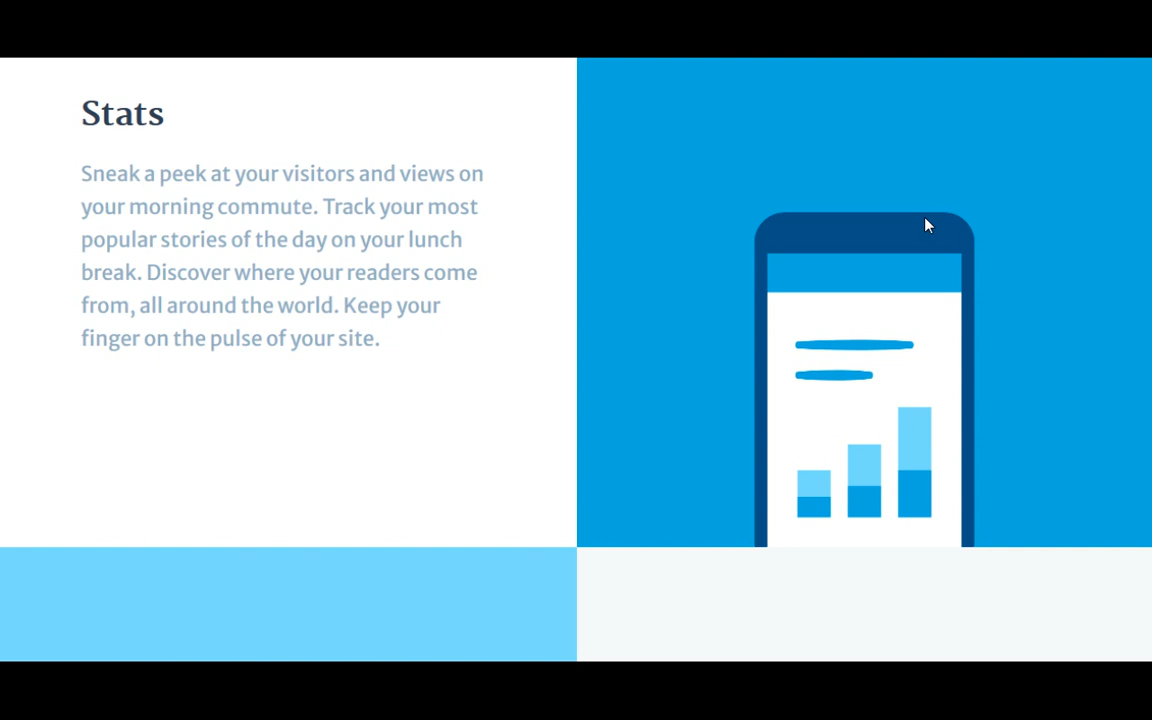 Stats
Sneak a peek at your visitors and views on
your morning commute. Track your most
popular stories of the day on your lunch
break. Discover where your readers come
from, all around the world. Keep your
finger on the pulse of your site.